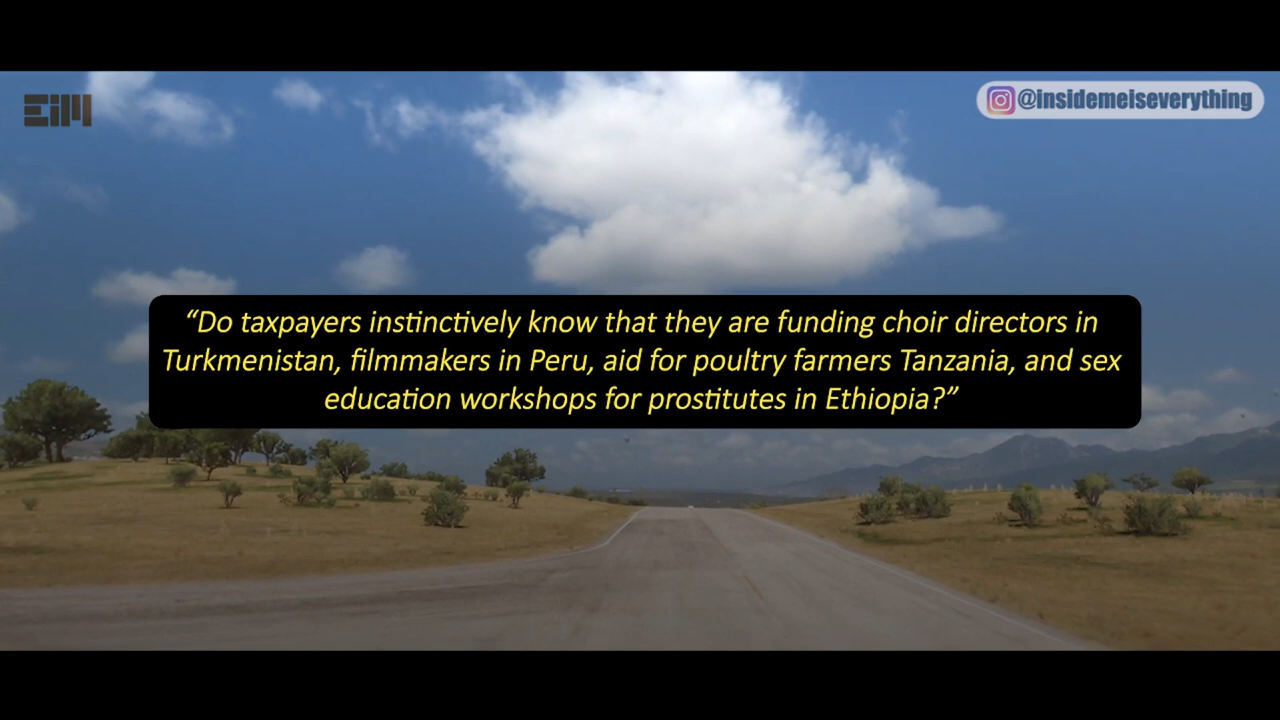 EiM
@insidemeiseverything
“Do taxpayers instinctively know that they are funding choir directors in
Turkmenistan, filmmakers in Peru, aid for poultry farmers Tanzania, and sex
education workshops for prostitutes in Ethiopia?”